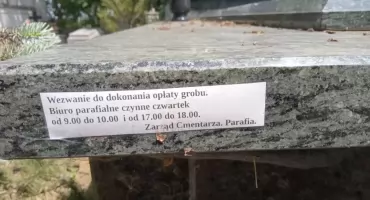 Wezwanie do dokonania opłaty grobu.
Biuro parafialne czynne czwartek
od 9.00 do 10.00 i od 17.00 do 18.00.
Zarząd Cmentarza. Parafia.